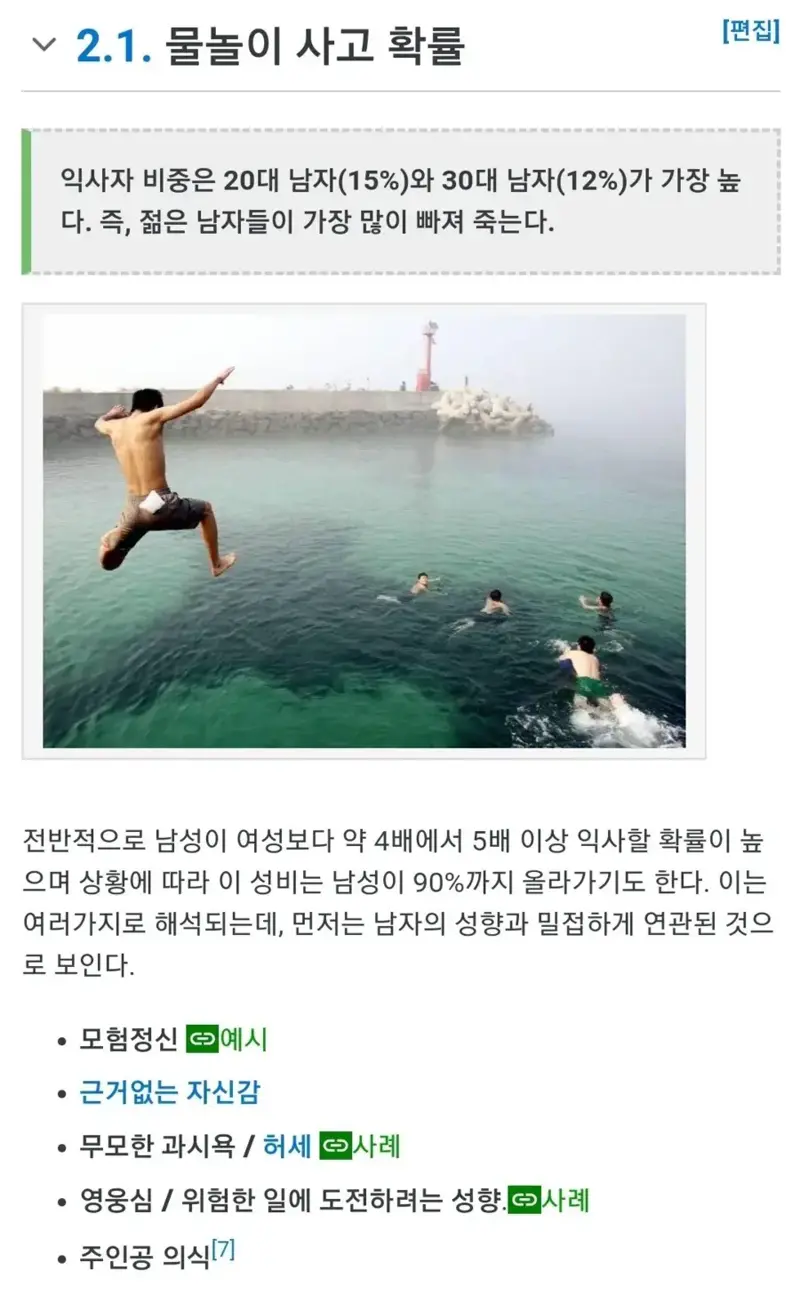 2.1. 물놀이 사고 확률
[편집]
익사자 비중은 20대 남자(15%)와 30대 남자(12%)가 가장 높
다. 즉, 젊은 남자들이 가장 많이 빠져 죽는다.
전반적으로 남성이 여성보다 약 4배에서 5배 이상 익사할 확률이 높
으며 상황에 따라 이 성비는 남성이 90%까지 올라가기도 한다. 이는
여러가지로 해석되는데, 먼저는 남자의 성향과 밀접하게 연관된 것으
로 보인다.
• 모험정신 예시
• 근거없는 자신감
• 무모한 과시욕 / 허세 사례
• 영웅심 / 위험한 일에 도전하려는 성향.사례
• 주인공 의식[7]